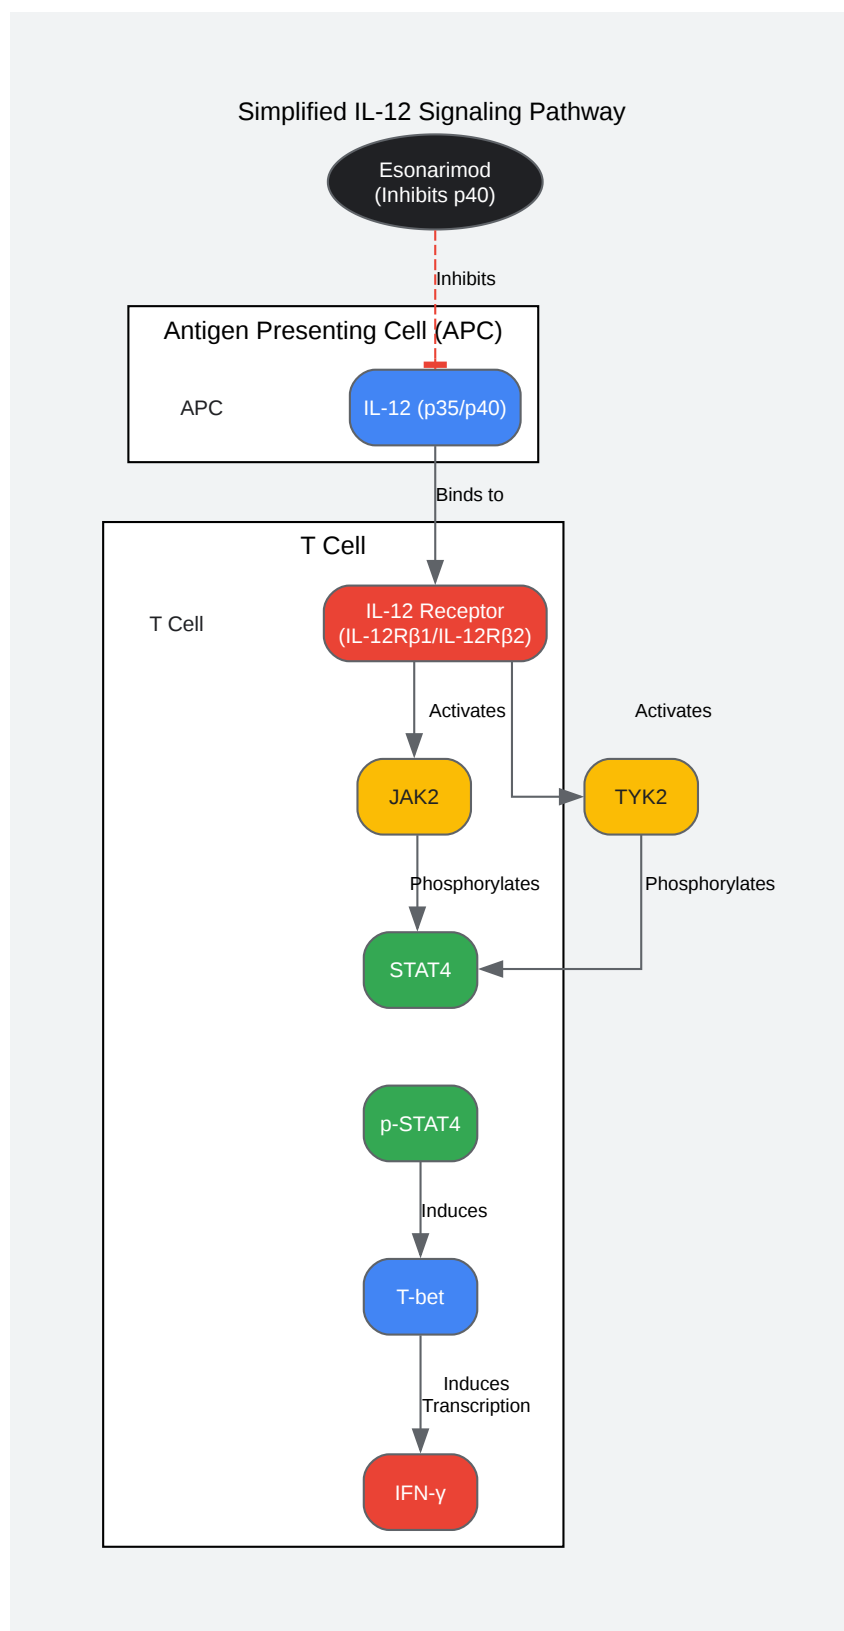 Simplified IL-12 Signaling Pathway
Esonarimod
(Inhibits p40)
Inhibits
Antigen Presenting Cell (APC)
APC
IL-12 (p35/p40)
Binds to
T Cell
T Cell
IL-12 Receptor
(IL-12Rβ1/IL-12Rβ2)
Activates
Activates
JAK2
TYK2
Phosphorylates
Phosphorylates
STAT4
p-STAT4
Induces
T-bet
Induces
Transcription
IFN-γ